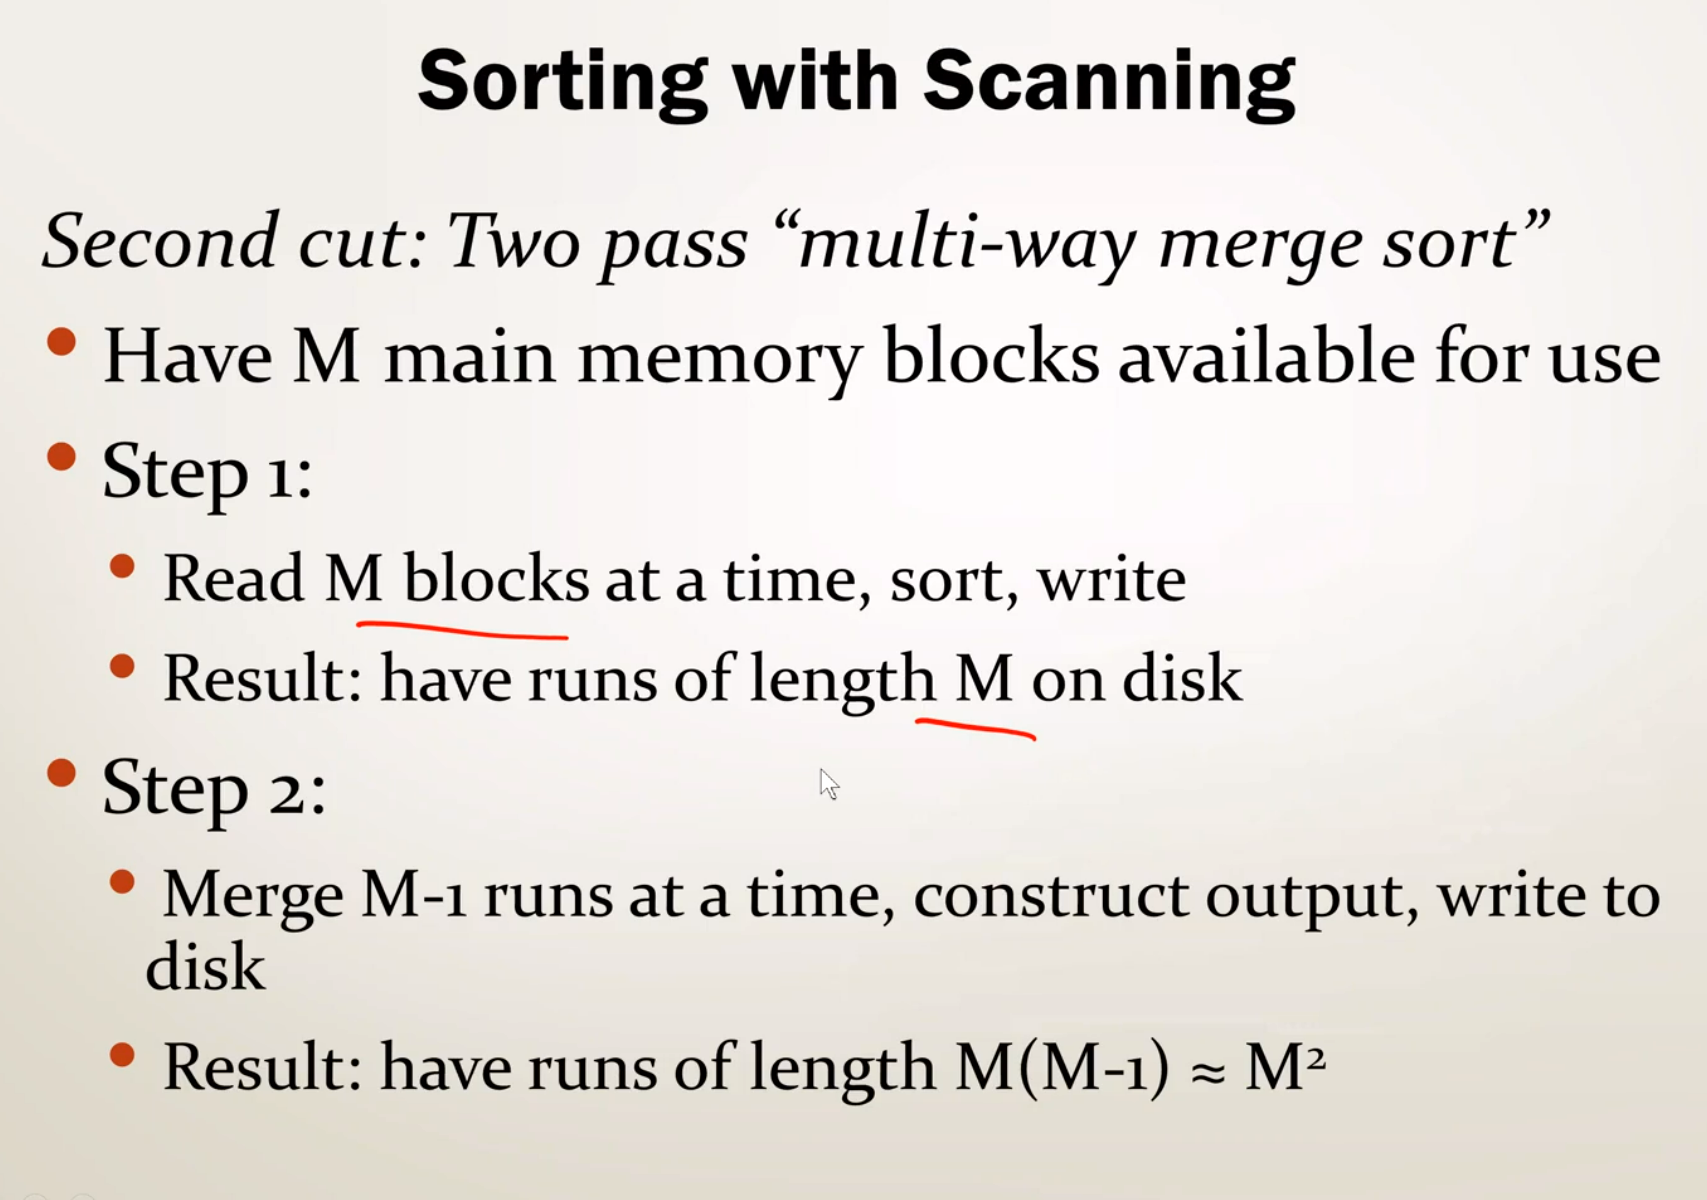 Sorting with Scanning
Second cut: Two pass “multi-way merge sort”
• Have M main memory blocks available for use
• Step 1:
• Read M blocks at a time, sort, write
• Result: have runs of length M on disk
• Step 2:
• Merge M-1 runs at a time, construct output, write to
disk
• Result: have runs of length M(M-1) ≈ M²